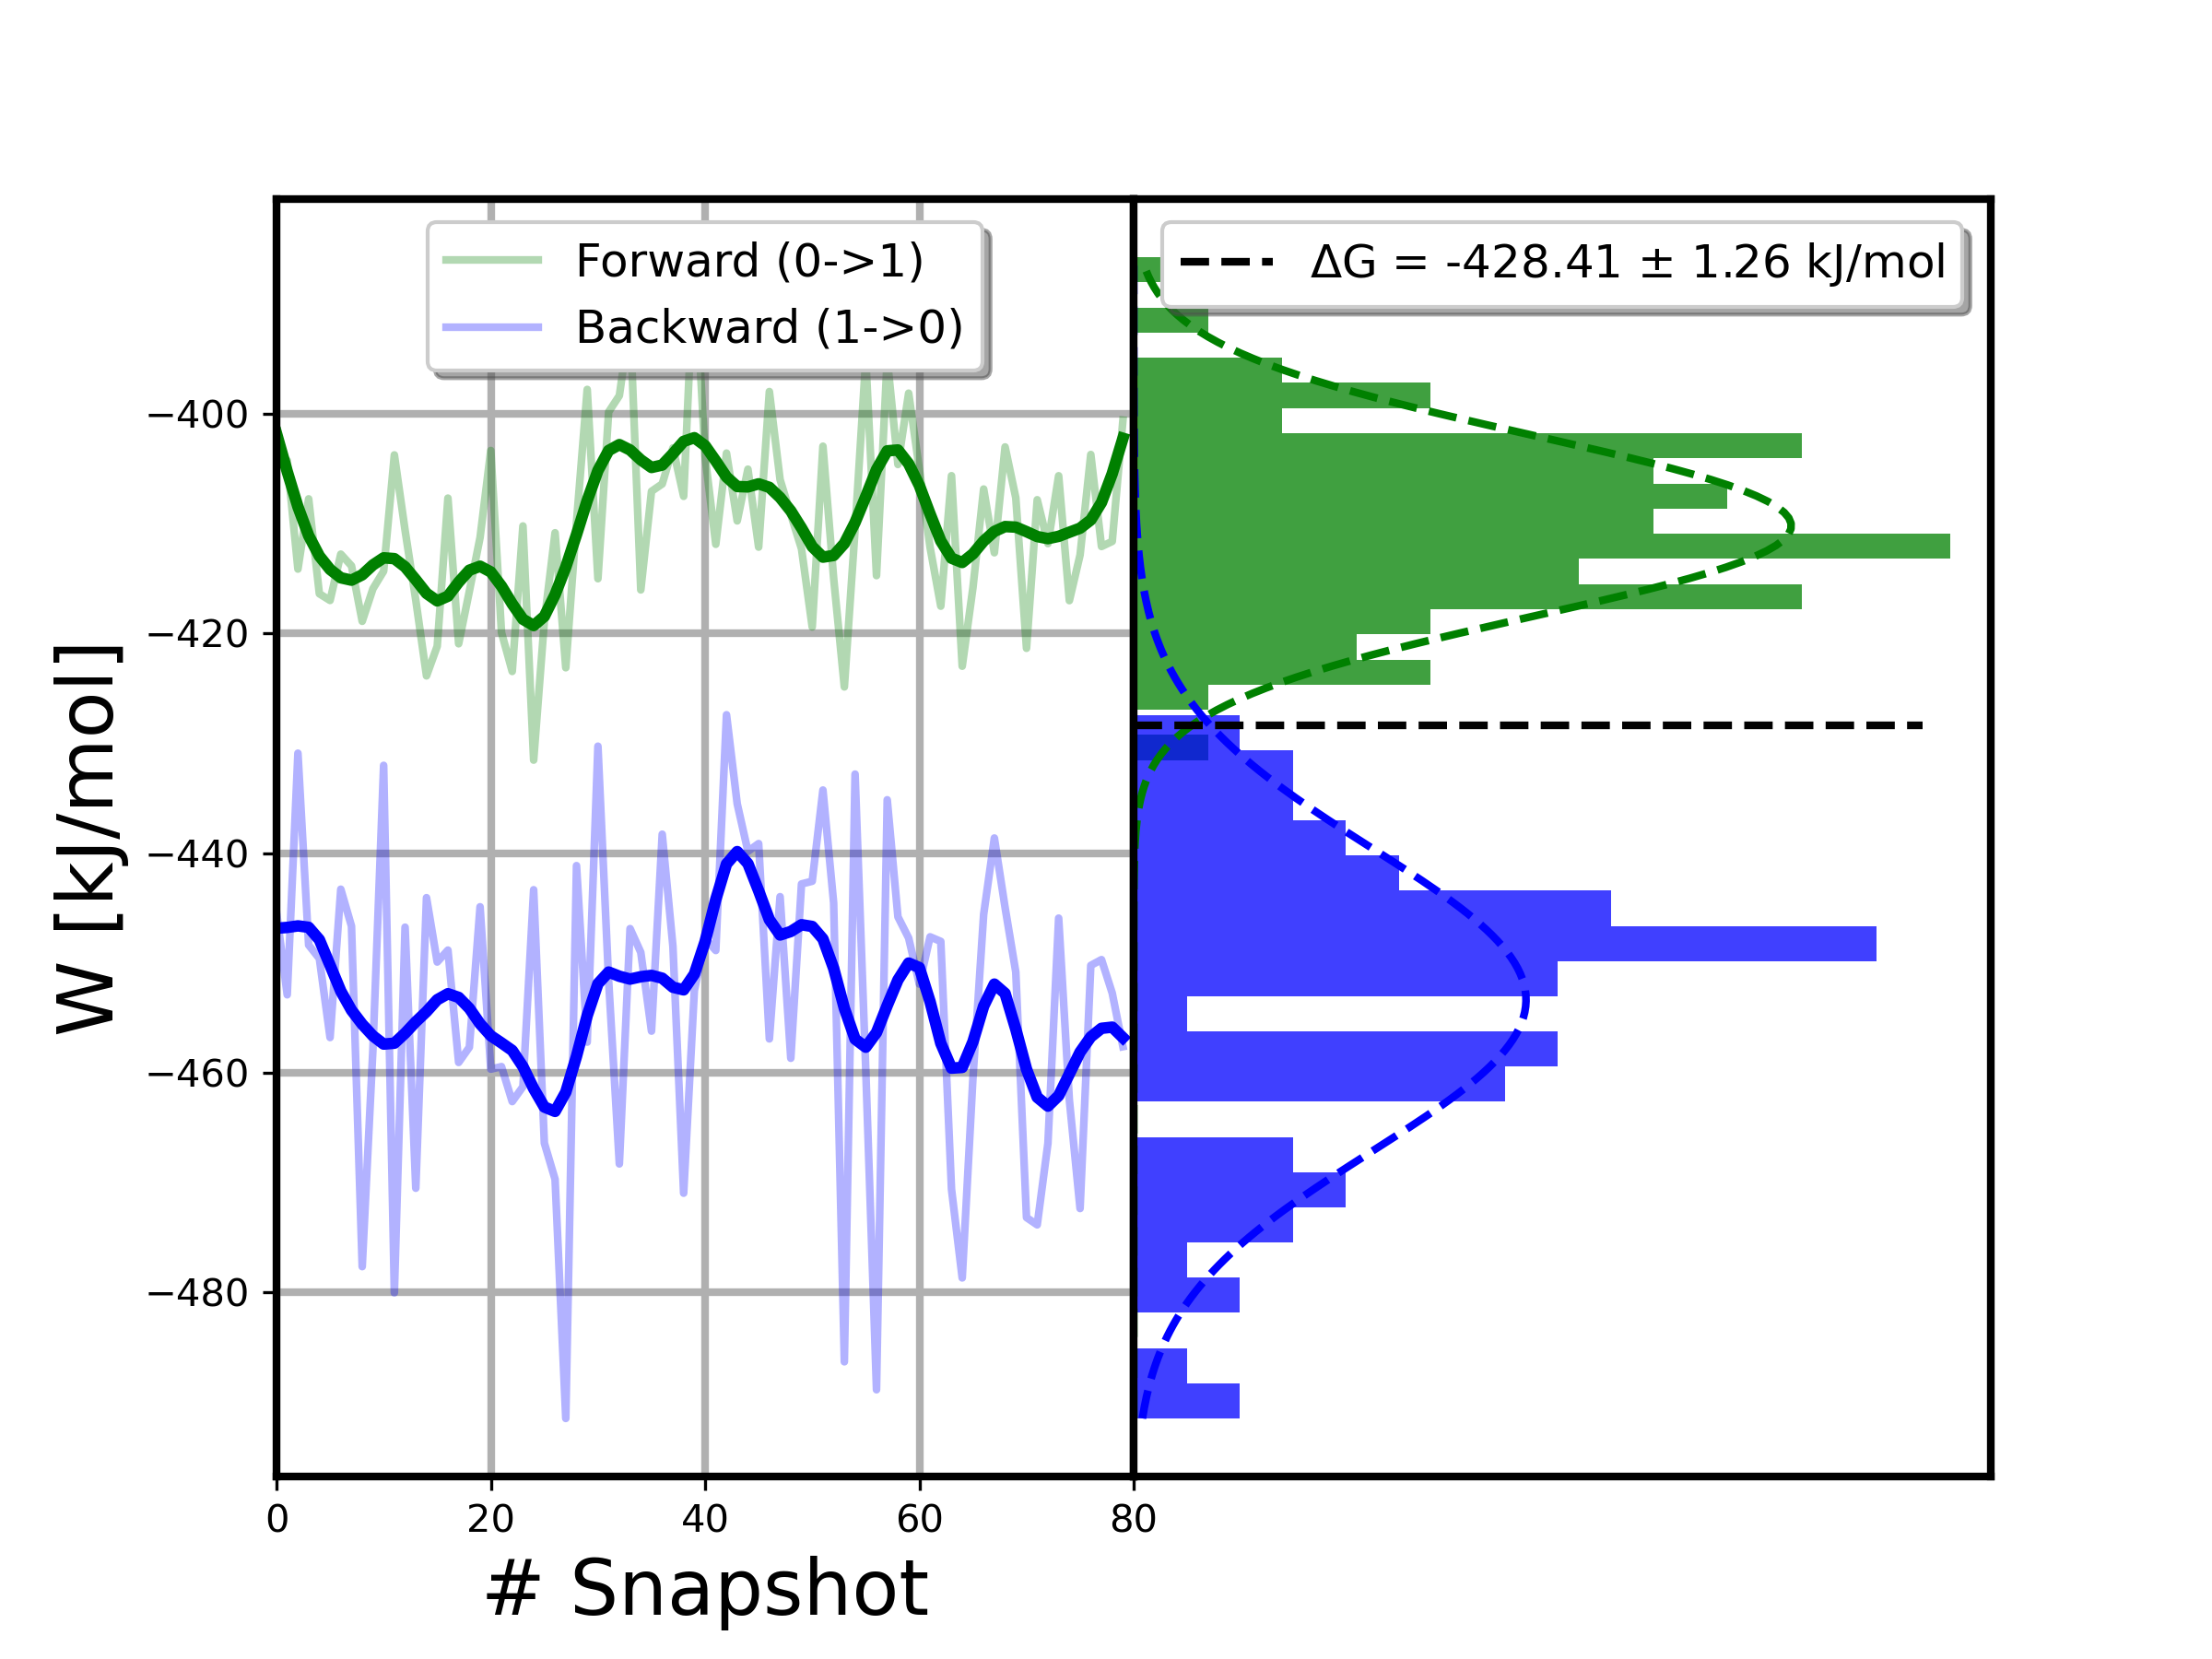 Forward (0->1)
Backward (1->0)
ΔG = -428.41 ± 1.26 kJ/mol
W [kJ/mol]
−400
−420
−440
−460
−480
0 20 40 60 80
# Snapshot